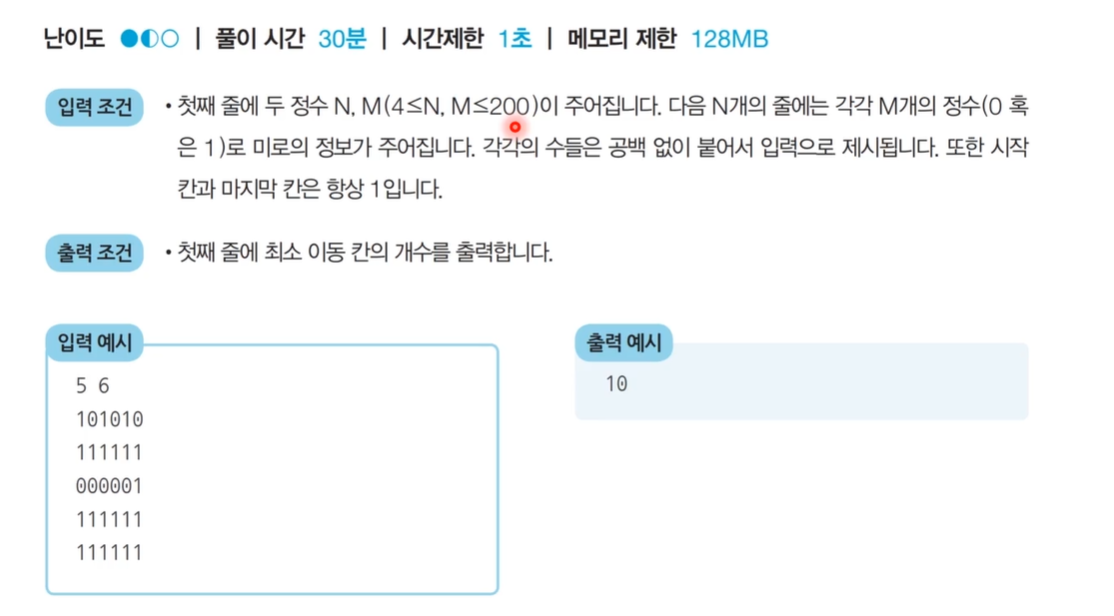 난이도 | 풀이 시간 30분 | 시간제한 1초 | 메모리 제한 128MB
입력 조건 • 첫째 줄에 두 정수 N, M(4≤N, M≤200)이 주어집니다. 다음 N개의 줄에는 각각 M개의 정수(0 혹
은 1)로 미로의 정보가 주어집니다. 각각의 수들은 공백 없이 붙어서 입력으로 제시됩니다. 또한 시작
칸과 마지막 칸은 항상 1입니다.
출력 조건 • 첫째 줄에 최소 이동 칸의 개수를 출력합니다.
입력 예시
5 6
101010
111111
000001
111111
111111
출력 예시
10